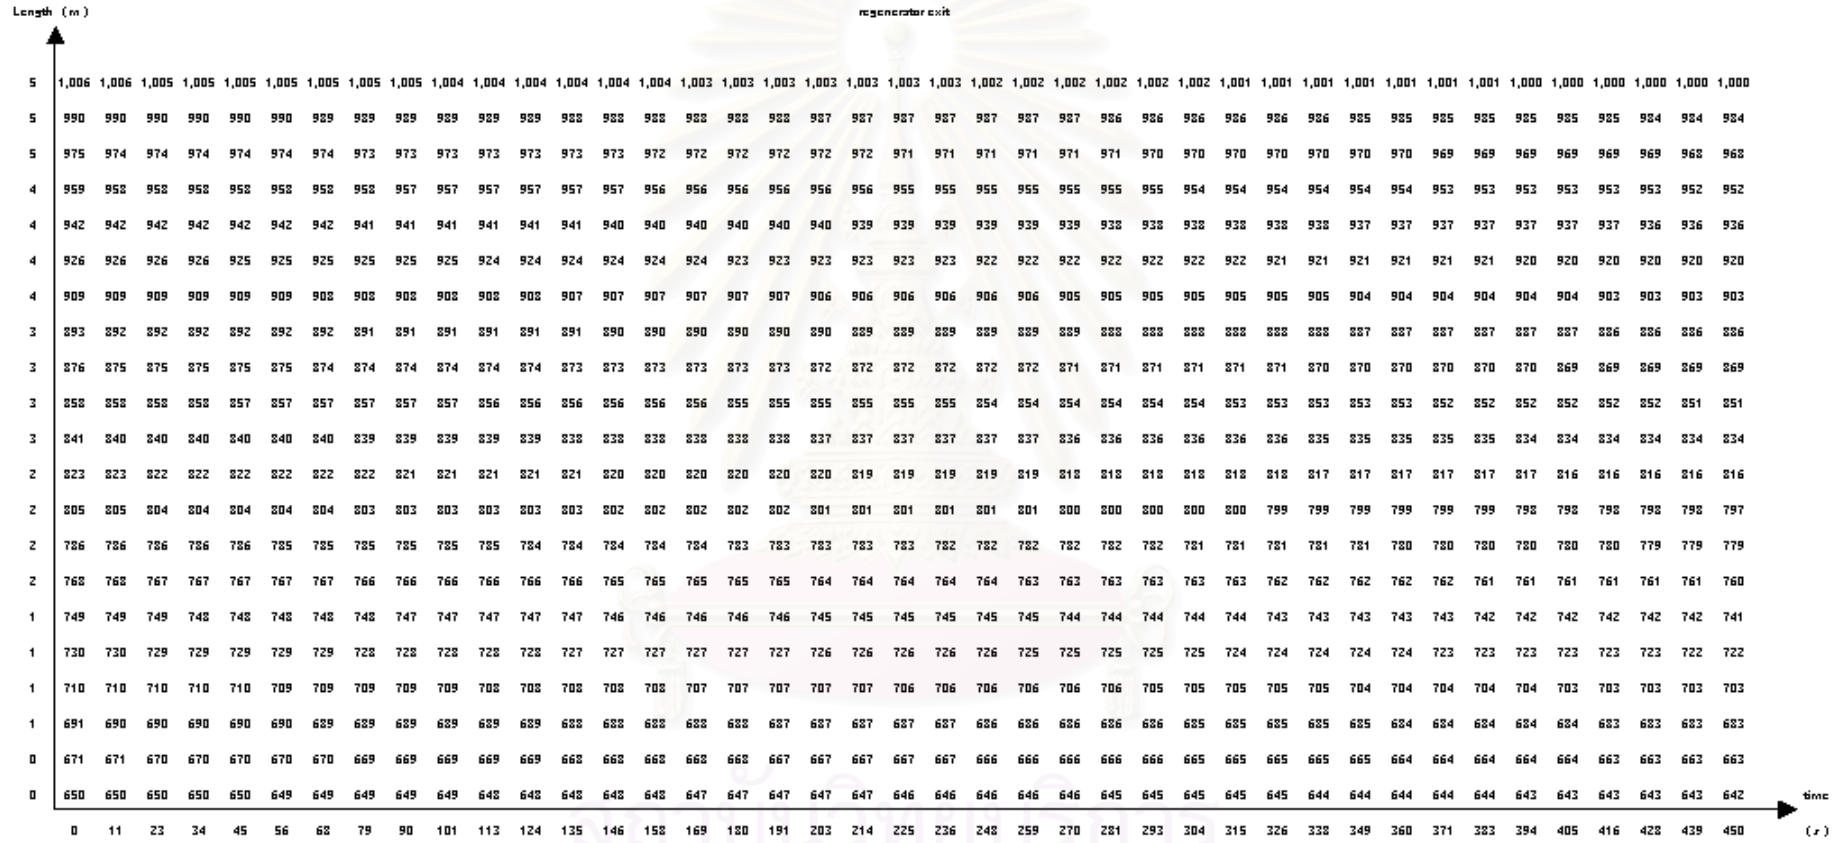 Length (m)
regenerator exit
5 1,006 1,006 1,005 1,005 1,005 1,005 1,005 1,005 1,005 1,004 1,004 1,004 1,004 1,004 1,004 1,003 1,003 1,003 1,003 1,003 1,003 1,003 1,002 1,002 1,002 1,002 1,002 1,002 1,001 1,001 1,001 1,001 1,001 1,001 1,001 1,000 1,000 1,000 1,000 1,000 1,000
5 990 990 990 990 990 990 989 989 989 989 989 989 988 988 988 988 988 988 987 987 987 987 987 987 987 986 986 986 986 986 986 985 985 985 985 985 985 985 984 984 984
5 975 974 974 974 974 974 974 973 973 973 973 973 973 973 972 972 972 972 972 972 971 971 971 971 971 971 970 970 970 970 970 970 970 969 969 969 969 969 969 968 968
4 959 958 958 958 958 958 958 958 957 957 957 957 957 957 956 956 956 956 956 956 955 955 955 955 955 955 955 954 954 954 954 954 954 953 953 953 953 953 953 952 952
4 942 942 942 942 942 942 942 941 941 941 941 941 941 940 940 940 940 940 940 939 939 939 939 939 939 938 938 938 938 938 938 937 937 937 937 937 937 937 936 936 936
4 926 926 926 926 925 925 925 925 925 925 924 924 924 924 924 924 923 923 923 923 923 923 922 922 922 922 922 922 922 921 921 921 921 921 921 920 920 920 920 920 920
4 909 909 909 909 909 909 908 908 908 908 908 908 907 907 907 907 907 907 906 906 906 906 906 906 905 905 905 905 905 905 905 904 904 904 904 904 904 903 903 903 903
3 893 892 892 892 892 892 892 891 891 891 891 891 891 890 890 890 890 890 890 889 889 889 889 889 889 888 888 888 888 888 888 887 887 887 887 887 887 886 886 886 886
3 876 875 875 875 875 875 874 874 874 874 874 874 873 873 873 873 873 873 872 872 872 872 872 872 871 871 871 871 871 871 870 870 870 870 870 870 869 869 869 869 869
3 858 858 858 858 857 857 857 857 857 857 856 856 856 856 856 856 855 855 855 855 855 855 854 854 854 854 854 854 853 853 853 853 853 852 852 852 852 852 852 851 851
3 841 840 840 840 840 840 840 839 839 839 839 839 838 838 838 838 838 838 837 837 837 837 837 837 836 836 836 836 836 836 835 835 835 835 835 834 834 834 834 834 834
2 823 823 822 822 822 822 822 822 821 821 821 821 821 820 820 820 820 820 820 819 819 819 819 819 818 818 818 818 818 818 817 817 817 817 817 817 816 816 816 816 816
2 805 805 804 804 804 804 804 803 803 803 803 803 803 802 802 802 802 802 801 801 801 801 801 801 800 800 800 800 800 799 799 799 799 799 799 798 798 798 798 798 797
2 786 786 786 786 786 785 785 785 785 785 785 784 784 784 784 784 783 783 783 783 783 782 782 782 782 782 782 781 781 781 781 781 780 780 780 780 780 780 779 779 779
2 768 768 767 767 767 767 767 766 766 766 766 766 766 765 765 765 765 765 764 764 764 764 764 763 763 763 763 763 763 762 762 762 762 762 761 761 761 761 761 761 760
1 749 749 749 748 748 748 748 748 747 747 747 747 747 746 746 746 746 746 745 745 745 745 745 745 744 744 744 744 744 743 743 743 743 743 742 742 742 742 742 742 741
1 730 730 729 729 729 729 729 728 728 728 728 728 727 727 727 727 727 727 726 726 726 726 726 725 725 725 725 725 724 724 724 724 724 723 723 723 723 723 723 722 722
1 710 710 710 710 710 709 709 709 709 709 708 708 708 708 708 707 707 707 707 707 706 706 706 706 706 706 705 705 705 705 705 704 704 704 704 704 703 703 703 703 703
1 691 690 690 690 690 690 689 689 689 689 689 689 688 688 688 688 688 687 687 687 687 687 686 686 686 686 686 685 685 685 685 685 684 684 684 684 684 683 683 683 683
0 671 671 670 670 670 670 670 669 669 669 669 669 668 668 668 668 668 667 667 667 667 667 666 666 666 666 666 665 665 665 665 665 664 664 664 664 664 663 663 663 663
0 650 650 650 650 650 649 649 649 649 649 648 648 648 648 648 647 647 647 647 647 646 646 646 646 646 645 645 645 645 645 644 644 644 644 644 643 643 643 643 643 642
time
0 11 23 34 45 56 68 79 90 101 113 124 135 146 158 169 180 191 203 214 225 236 248 259 270 281 293 304 315 326 338 349 360 371 383 394 405 416 428 439 450 (s)
สถาบันวิทยบริการ